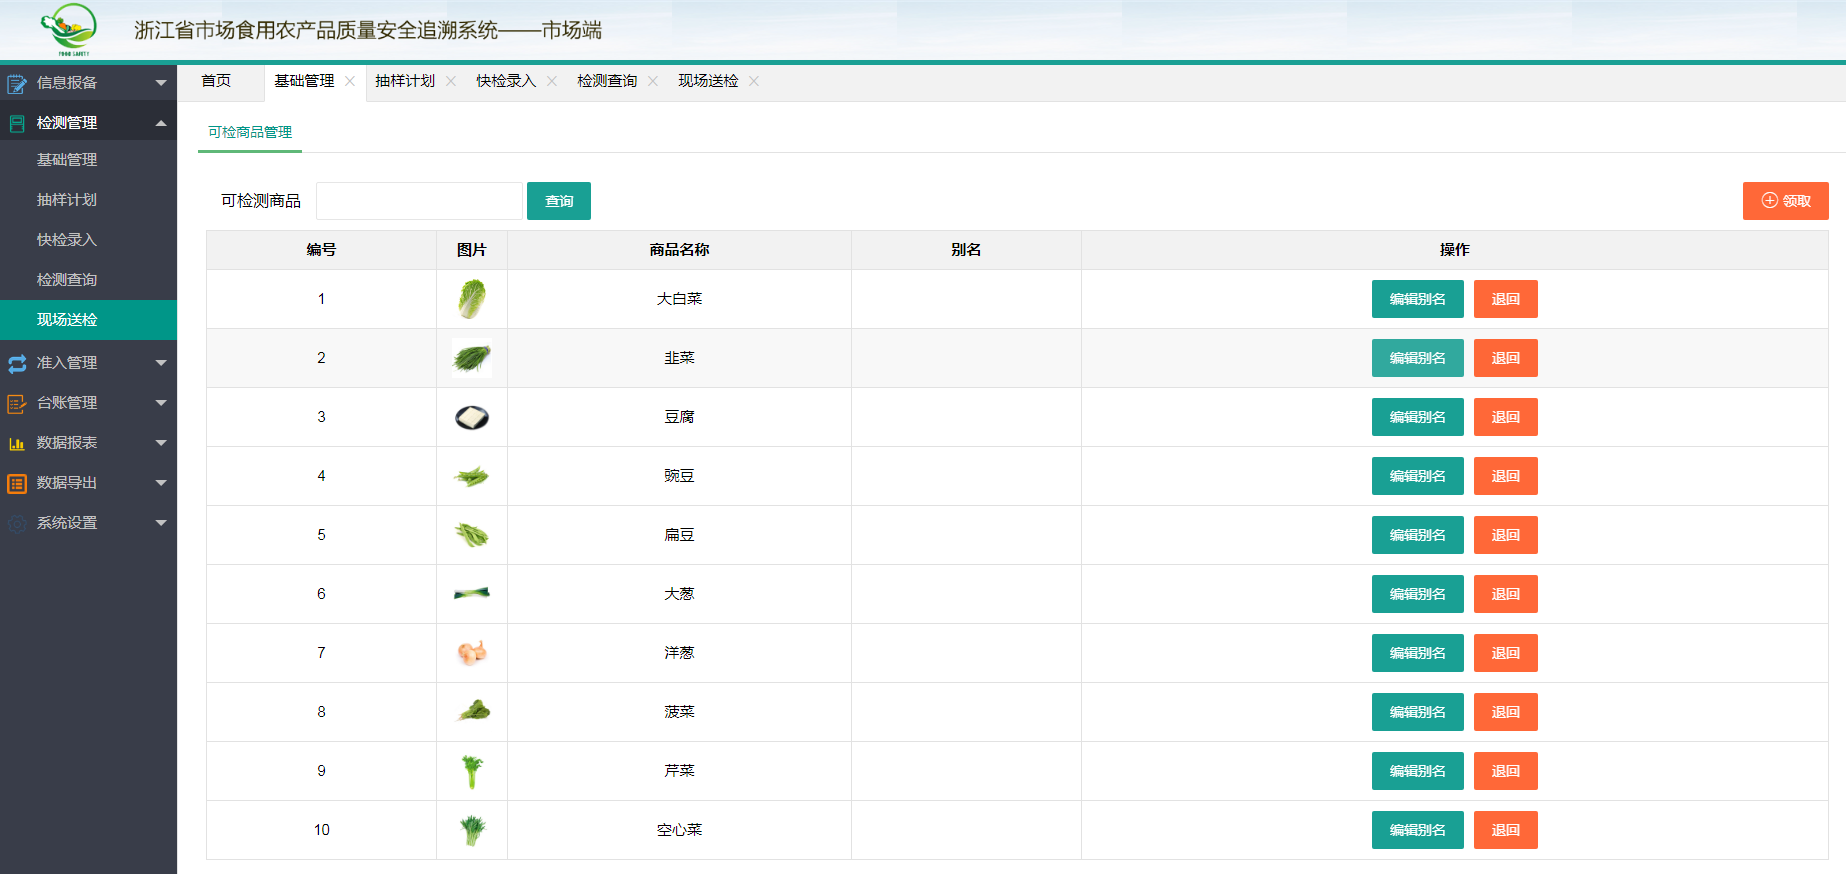 浙江省市场食用农产品质量安全追溯系统——市场端
FOOD SAFETY
信息报备
检测管理
基础管理
抽样计划
快检录入
检测查询
现场送检
准入管理
台账管理
数据报表
数据导出
系统设置
首页 基础管理 抽样计划 快检录入 检测查询 现场送检
可检商品管理
可检测商品 查询 领取
编号 图片 商品名称 别名 操作
1 大白菜 编辑别名 退回
2 韭菜 编辑别名 退回
3 豆腐 编辑别名 退回
4 豌豆 编辑别名 退回
5 扁豆 编辑别名 退回
6 大葱 编辑别名 退回
7 洋葱 编辑别名 退回
8 菠菜 编辑别名 退回
9 芹菜 编辑别名 退回
10 空心菜 编辑别名 退回